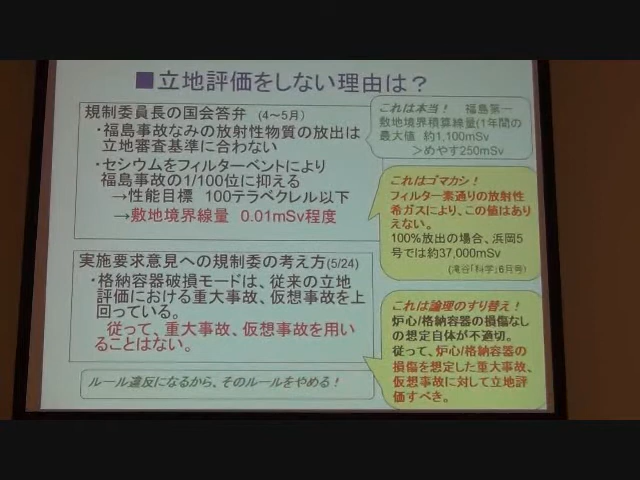 ■立地評価をしない理由は？
規制委員長の国会答弁 (4～5月)
・福島事故なみの放射性物質の放出は
立地審査基準に合わない
・セシウムをフィルターベントにより
福島事故の1/100位に抑える
→性能目標 100テラベクレル以下
→敷地境界線量 0.01mSv程度
これは本当！ 福島第一
敷地境界積算線量(1年間の
最大値 約1,100mSv
＞めやす250mSv
これはゴマカシ！
フィルター素通りの放射性
希ガスにより、この値はあり
えない。
100%放出の場合、浜岡5
号では約37,000mSv
(滝谷「科学」6月号)
実施要求意見への規制委の考え方(5/24)
・格納容器破損モードは、従来の立地
評価における重大事故、仮想事故を上
回っている。
従って、重大事故、仮想事故を用い
ることはない。
これは論理のすり替え！
炉心/格納容器の損傷なし
の想定自体が不適切。
従って、炉心/格納容器の
損傷を想定した重大事故、
仮想事故に対して立地評
価すべき。
ルール違反になるから、そのルールをやめる！